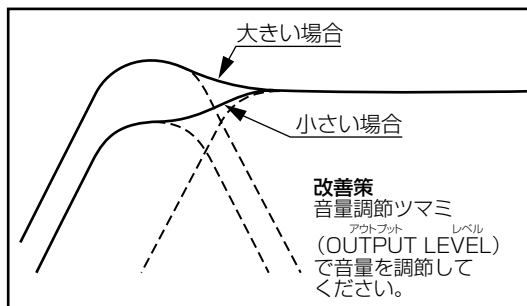 大きい場合
小さい場合
改善策
音量調節ツマミ
アウトプット レベル
（OUTPUT LEVEL）
で音量を調節して
ください。